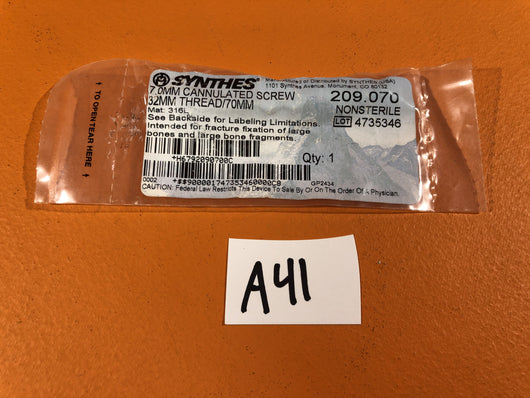 SYNTHES®
Manufactured or Distributed by SYNTHES (USA)
1101 Synthes Avenue, Monument, CO 80132
7.0MM CANNULATED SCREW
32MM THREAD/70MM
Mat: 316L
209.070
NONSTERILE
LOT 4735346
See Backside for Labeling Limitations.
Intended for fracture fixation of large
bones and large bone fragments.
*H6792090700C
Qty: 1
0002
+$$900001747353460000C9
GP2434
CAUTION: Federal Law Restricts This Device To Sale By Or On The Order Of A Physician.
TO OPEN TEAR HERE
A41